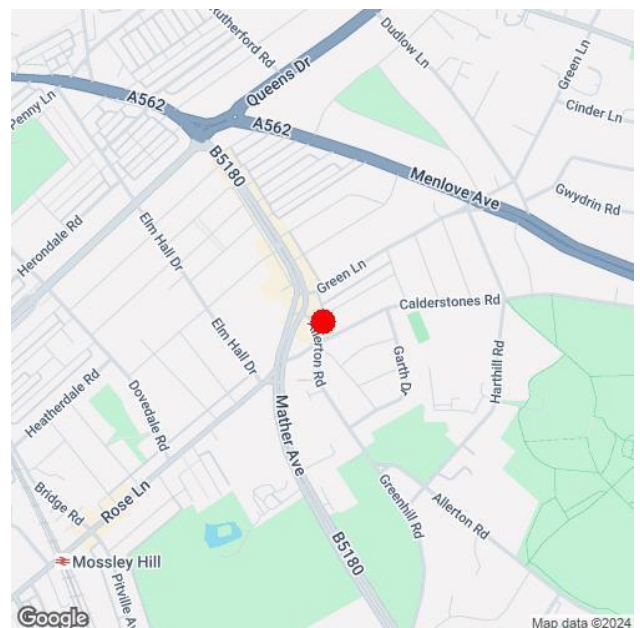 Rutherford Rd
Dudlow Ln
Green Ln
Queens Dr
A562
Penny Ln
Cinder Ln
A562
B5180
Menlove Ave
Gwydrin Rd
Herondale Rd
Elm Hall Dr
Green Ln
Calderstones Rd
Allerton Rd
Elm Hall Dr
Garth D
Harthill Rd
Heatherdale Rd
Dovedale Rd
Mather Ave
Rose Ln
Bridge Rd
Greenhill Rd
Allerton Rd
B5180
Mossley Hill
Pitville Av
Google
Map data ©2024